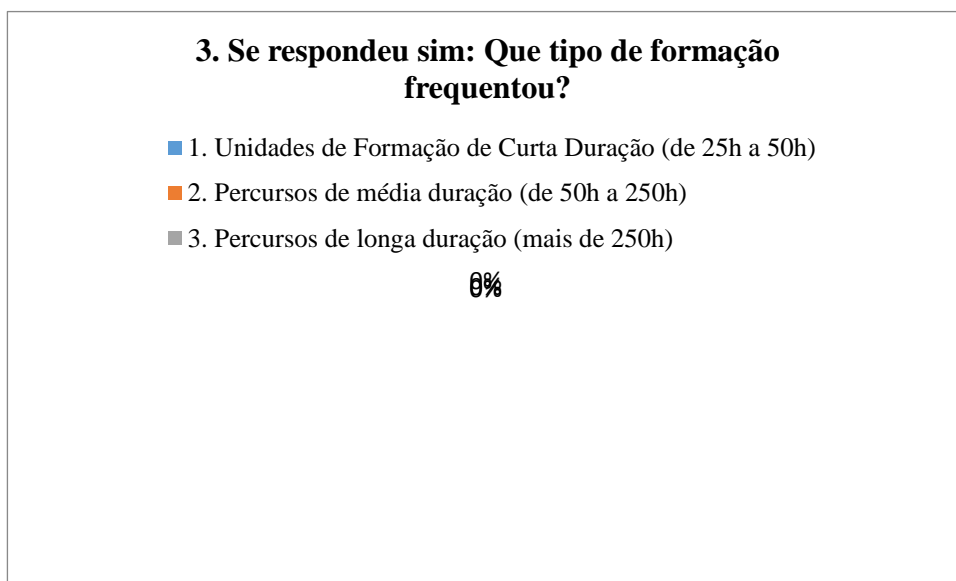 3. Se respondeu sim: Que tipo de formação
frequentou?
1. Unidades de Formação de Curta Duração (de 25h a 50h)
2. Percursos de média duração (de 50h a 250h)
3. Percursos de longa duração (mais de 250h)
0%